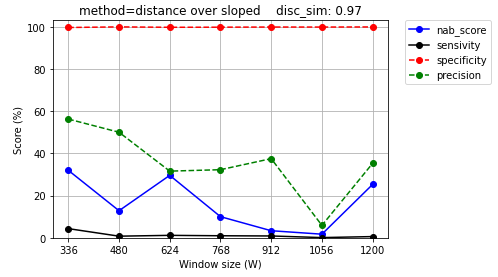 method=distance over sloped disc_sim: 0.97
Score (%)
100
80
60
40
20
0
336 480 624 768 912 1056 1200
Window size (W)
nab_score
sensivity
specificity
precision